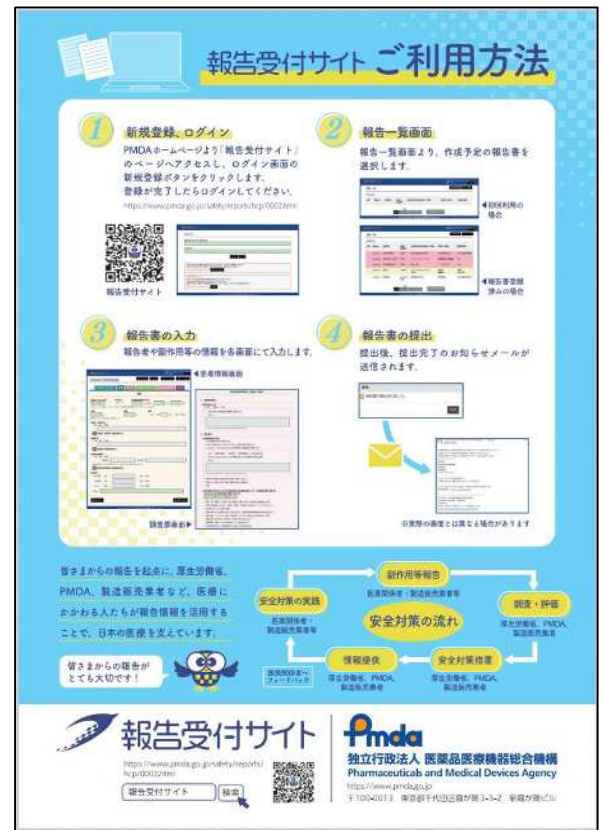 報告受付サイト ご利用方法
1
新規登録、ログイン
PMDAホームページより「報告受付サイト」
のページへアクセスし、ログイン画面の
新規登録ボタンをクリックします。
登録が完了したらログインしてください。
https://www.pmda.go.jp/safety/reports/hcp/0002.html
報告受付サイト
2
報告一覧画面
報告一覧画面より、作成予定の報告書を
選択します。
◀初回利用の
場合
◀報告書登録
済みの場合
3
報告書の入力
報告者や副作用等の情報を各画面にて入力します。
◀患者情報画面
調査票画面▶
4
報告書の提出
提出後、提出完了のお知らせメールが
送信されます。
※実際の画面とは異なる場合があります
皆さまからの報告を起点に、厚生労働省、
PMDA、製造販売業者など、医療に
かかわる人たちが報告情報を活用する
ことで、日本の医療を支えています。
皆さまからの報告が
とても大切です！
安全対策の流れ
副作用等報告
医薬関係者・製造販売業者等
調査・評価
厚生労働省、PMDA、
製造販売業者
安全対策措置
厚生労働省、PMDA、
製造販売業者
情報提供
厚生労働省、PMDA、
製造販売業者
医薬関係者へ
フィードバック
安全対策の実践
医薬関係者・
製造販売業者等
報告受付サイト
https://www.pmda.go.jp/safety/reports/
hcp/0002.html
報告受付サイト 検索
Pmda
独立行政法人 医薬品医療機器総合機構
Pharmaceuticals and Medical Devices Agency
https://www.pmda.go.jp
〒100-0013 東京都千代田区霞が関3-3-2 新霞が関ビル